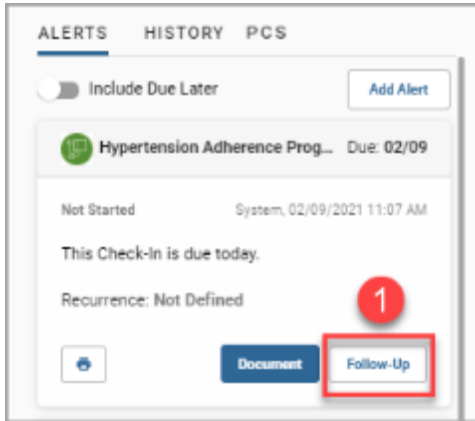 ALERTS HISTORY PCS
Include Due Later Add Alert
Hypertension Adherence Prog... Due: 02/09
Not Started System, 02/09/2021 11:07 AM
This Check-In is due today.
Recurrence: Not Defined
1
Document Follow-Up